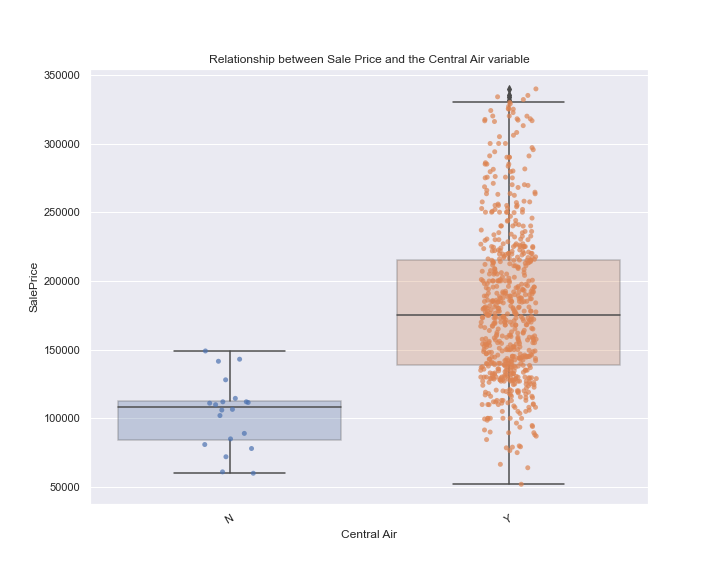 Relationship between Sale Price and the Central Air variable
350000
300000
250000
200000
150000
100000
50000
SalePrice
N
Y
Central Air